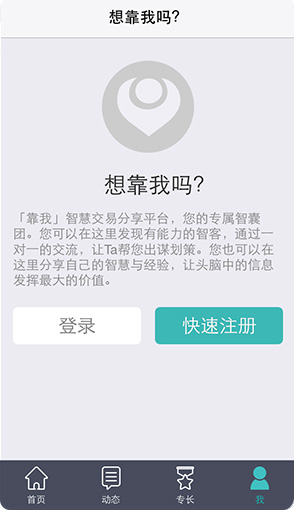 想靠我吗？
想靠我吗？
「靠我」智慧交易分享平台，您的专属智囊
团。您可以在这里发现有能力的智客，通过一
对一的交流，让Ta帮您出谋划策。您也可以在
这里分享自己的智慧与经验，让头脑中的信息
发挥最大的价值。
登录 快速注册
首页 动态 专长 我